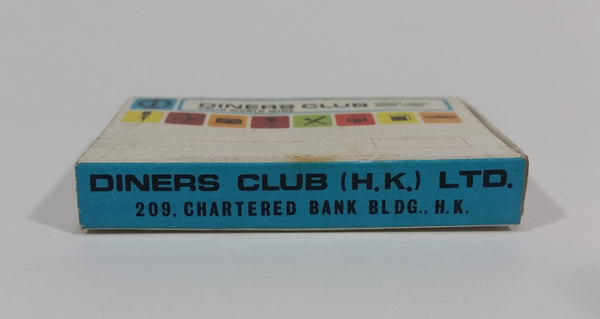 DINERS CLUB
DINERS CLUB (H.K.) LTD.
209, CHARTERED BANK BLDG., H.K.